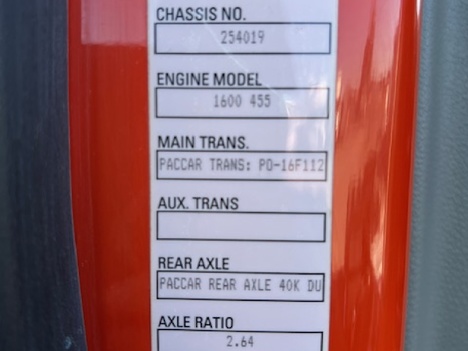 CHASSIS NO.
254019
ENGINE MODEL
1600 455
MAIN TRANS.
PACCAR TRANS: PO-16F112
AUX. TRANS
REAR AXLE
PACCAR REAR AXLE 40K DU
AXLE RATIO
2.64